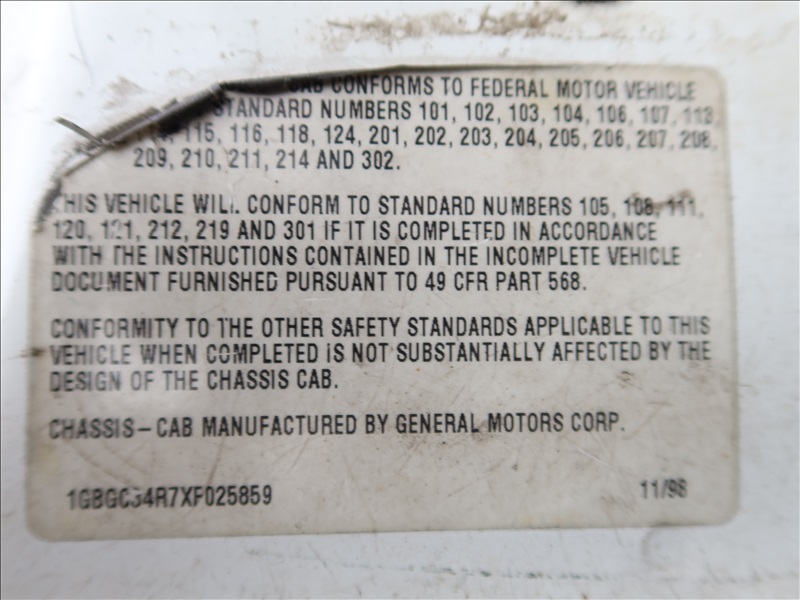 CAB CONFORMS TO FEDERAL MOTOR VEHICLE
STANDARD NUMBERS 101, 102, 103, 104, 106, 107, 113,
115, 116, 118, 124, 201, 202, 203, 204, 205, 206, 207, 208,
209, 210, 211, 214 AND 302.
THIS VEHICLE WILL CONFORM TO STANDARD NUMBERS 105, 108, 111,
120, 121, 212, 219 AND 301 IF IT IS COMPLETED IN ACCORDANCE
WITH THE INSTRUCTIONS CONTAINED IN THE INCOMPLETE VEHICLE
DOCUMENT FURNISHED PURSUANT TO 49 CFR PART 568.
CONFORMITY TO THE OTHER SAFETY STANDARDS APPLICABLE TO THIS
VEHICLE WHEN COMPLETED IS NOT SUBSTANTIALLY AFFECTED BY THE
DESIGN OF THE CHASSIS CAB.
CHASSIS-CAB MANUFACTURED BY GENERAL MOTORS CORP.
1GBGC34R7XF025859
11/98